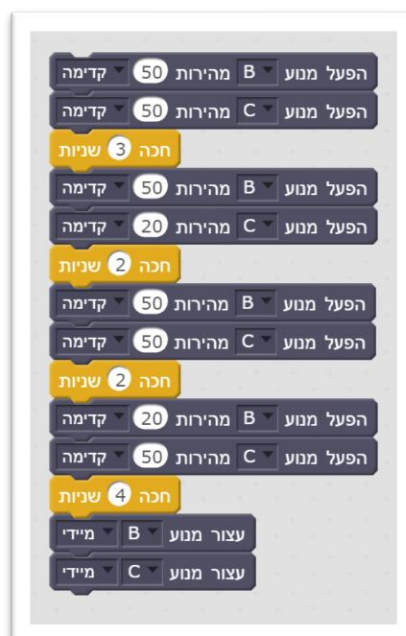 הפעל מנוע B מהירות 50 קדימה
הפעל מנוע C מהירות 50 קדימה
חכה 3 שניות
הפעל מנוע B מהירות 50 קדימה
הפעל מנוע C מהירות 20 קדימה
חכה 2 שניות
הפעל מנוע B מהירות 50 קדימה
הפעל מנוע C מהירות 50 קדימה
חכה 2 שניות
הפעל מנוע B מהירות 20 קדימה
הפעל מנוע C מהירות 50 קדימה
חכה 4 שניות
עצור מנוע B מיידי
עצור מנוע C מיידי